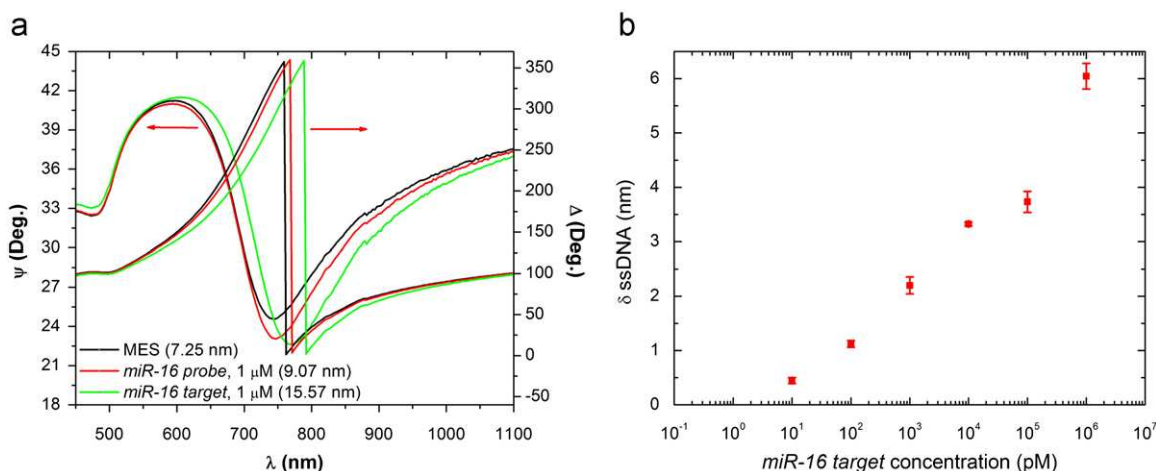 a
b
45
42
39
36
33
30
27
24
21
18
ψ (Deg.)
350
300
250
200
150
100
50
0
-50
Δ (Deg.)
MES (7.25 nm)
miR-16 probe, 1 μM (9.07 nm)
miR-16 target, 1 μM (15.57 nm)
500 600 700 800 900 1000 1100
λ (nm)
6
5
4
3
2
1
0
δ ssDNA (nm)
10⁻¹ 10⁰ 10¹ 10² 10³ 10⁴ 10⁵ 10⁶ 10⁷
miR-16 target concentration (pM)